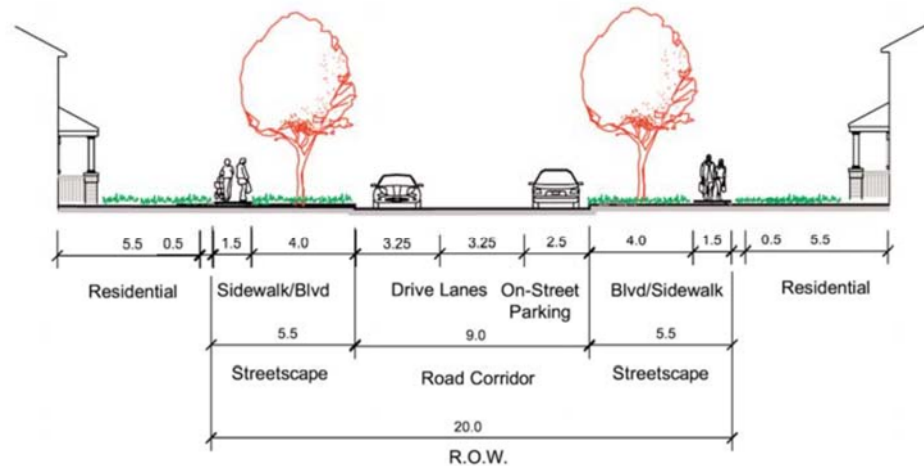 5.5 0.5 1.5 4.0 3.25 3.25 2.5 4.0 1.5 0.5 5.5
Residential Sidewalk/Blvd Drive Lanes On-Street Blvd/Sidewalk Residential
Parking
5.5 9.0 5.5
Streetscape Road Corridor Streetscape
20.0
R.O.W.